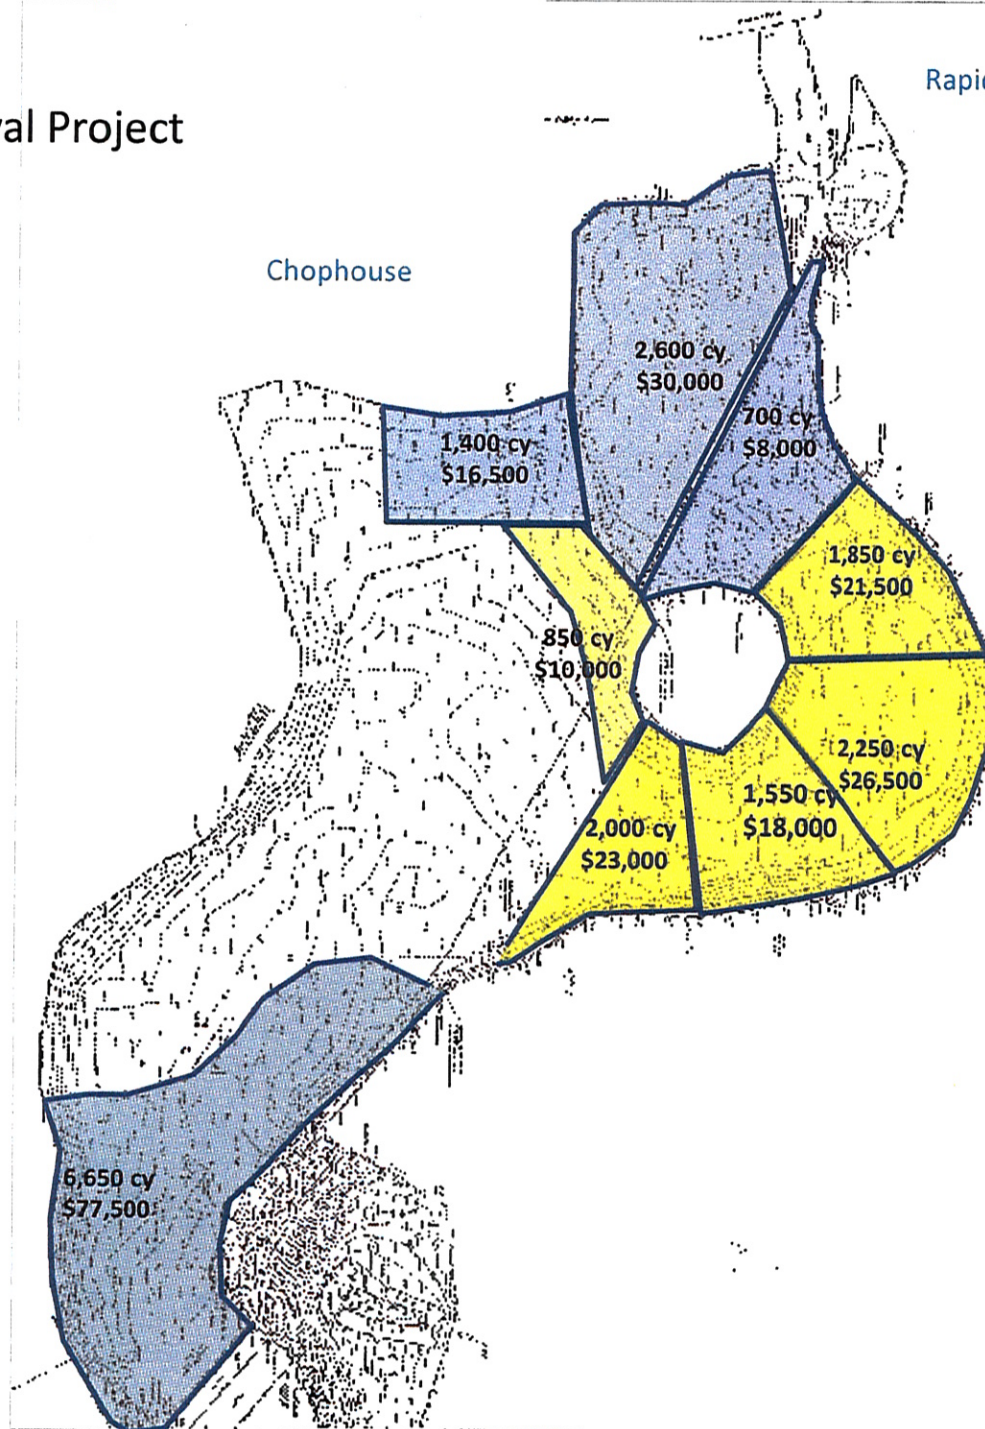 Rapid
val Project
Chophouse
2,600 cy
$30,000
700 cy
$8,000
1,400 cy
$16,500
1,850 cy
$21,500
850 cy
$10,000
2,250 cy
$26,500
1,550 cy
$18,000
2,000 cy
$23,000
6,650 cy
$77,500